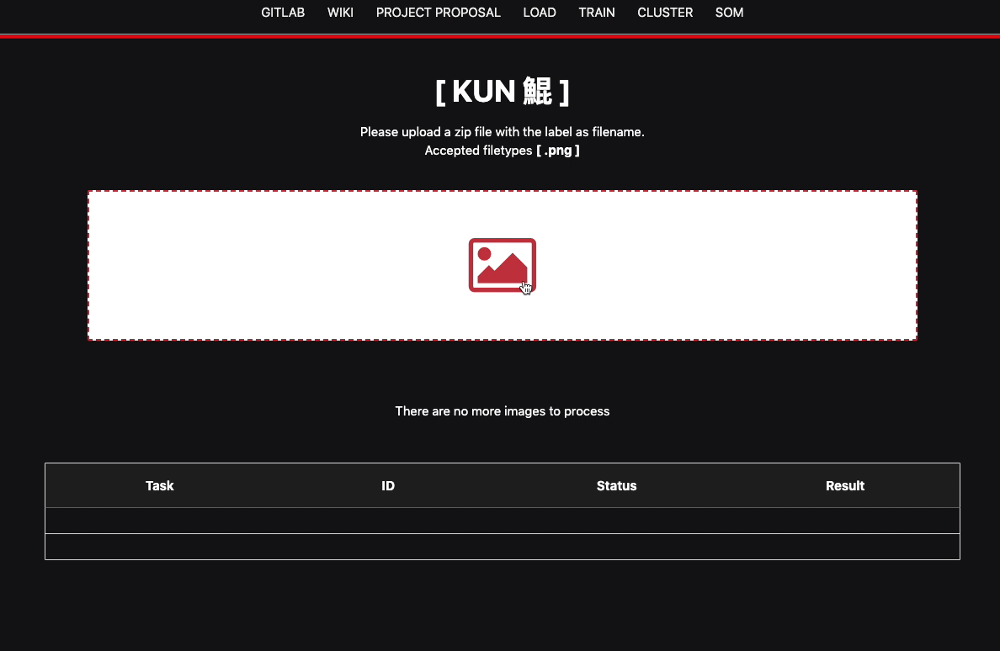 GITLAB WIKI PROJECT PROPOSAL LOAD TRAIN CLUSTER SOM
[ KUN 鯤 ]
Please upload a zip file with the label as filename.
Accepted filetypes [ .png ]
There are no more images to process
Task ID Status Result